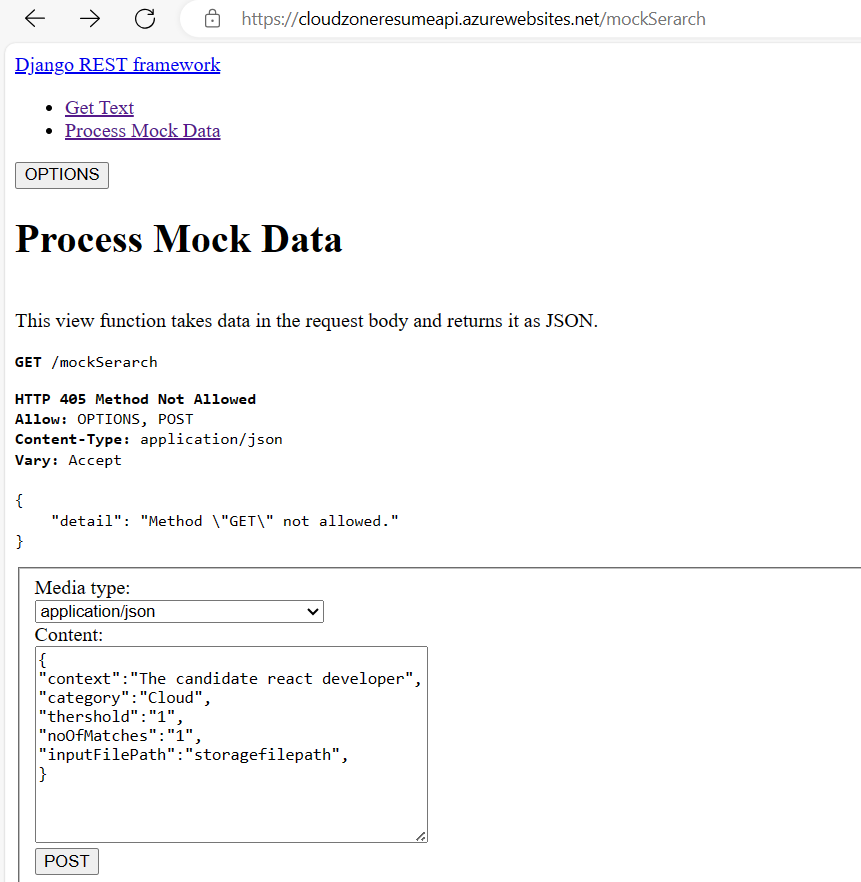 https://cloudzoneresumeapi.azurewebsites.net/mockSerarch
Django REST framework
Get Text
Process Mock Data
OPTIONS
Process Mock Data
This view function takes data in the request body and returns it as JSON.
GET /mockSerarch
HTTP 405 Method Not Allowed
Allow: OPTIONS, POST
Content-Type: application/json
Vary: Accept
{
    "detail": "Method \"GET\" not allowed."
}
Media type:
application/json
Content:
{
"context":"The candidate react developer",
"category":"Cloud",
"thershold":"1",
"noOfMatches":"1",
"inputFilePath":"storagefilepath",
}
POST